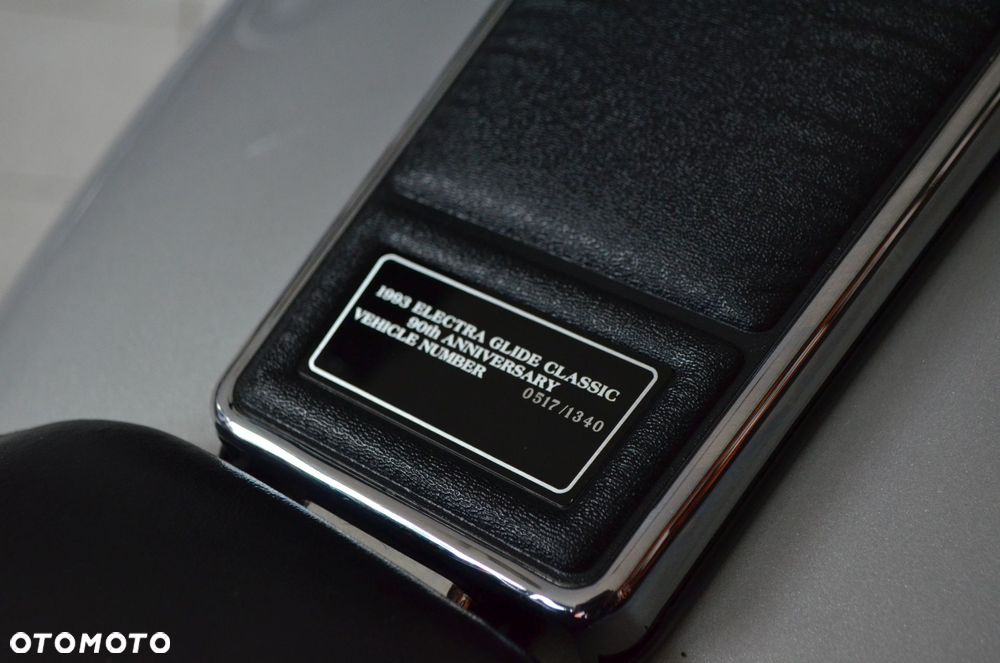 1993 ELECTRA GLIDE CLASSIC
90th ANNIVERSARY
VEHICLE NUMBER
0517/1340
OTOMOTO